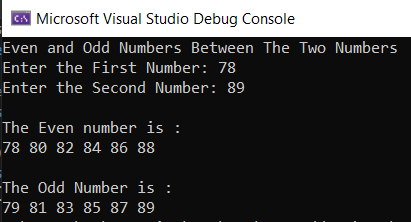 Microsoft Visual Studio Debug Console
Even and Odd Numbers Between The Two Numbers
Enter the First Number: 78
Enter the Second Number: 89
The Even number is :
78 80 82 84 86 88
The Odd Number is :
79 81 83 85 87 89